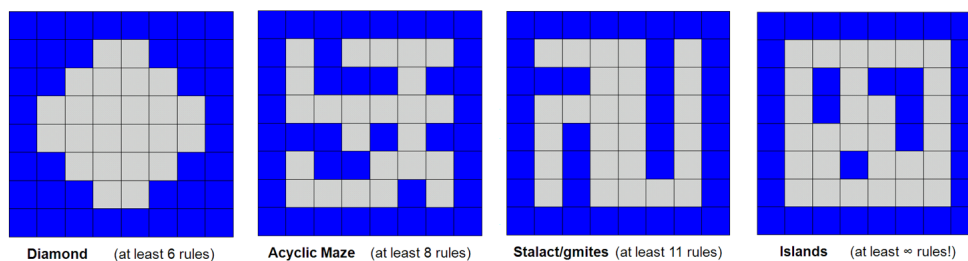 Diamond (at least 6 rules)
Acyclic Maze (at least 8 rules)
Stalact/gmites (at least 11 rules)
Islands (at least ∞ rules!)